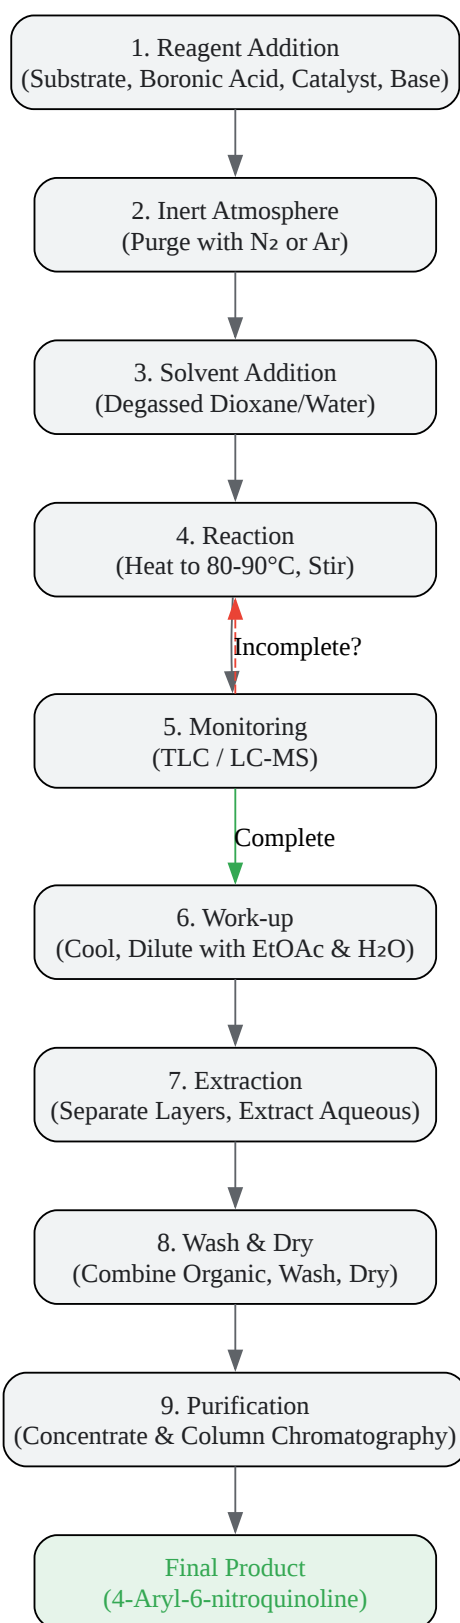 1. Reagent Addition
(Substrate, Boronic Acid, Catalyst, Base)
2. Inert Atmosphere
(Purge with N₂ or Ar)
3. Solvent Addition
(Degassed Dioxane/Water)
4. Reaction
(Heat to 80-90°C, Stir)
Incomplete?
5. Monitoring
(TLC / LC-MS)
Complete
6. Work-up
(Cool, Dilute with EtOAc & H₂O)
7. Extraction
(Separate Layers, Extract Aqueous)
8. Wash & Dry
(Combine Organic, Wash, Dry)
9. Purification
(Concentrate & Column Chromatography)
Final Product
(4-Aryl-6-nitroquinoline)